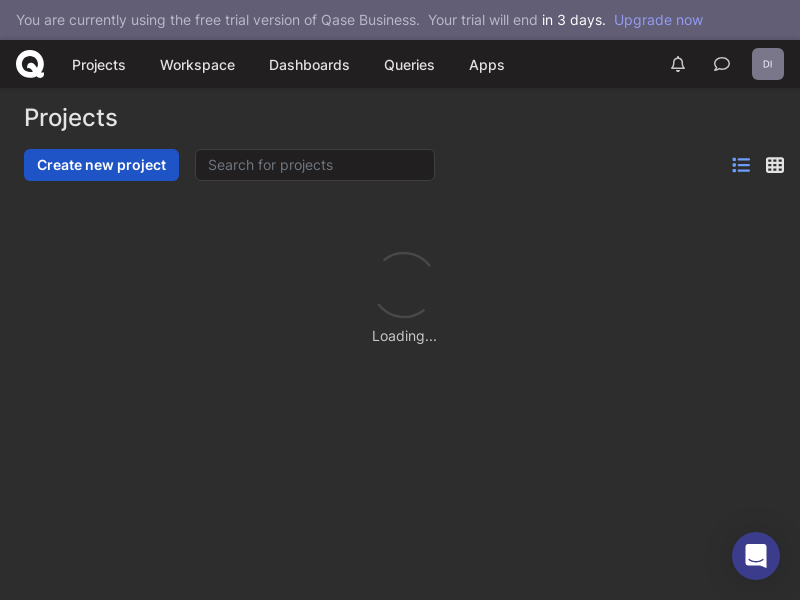 You are currently using the free trial version of Qase Business. Your trial will end in 3 days. Upgrade now
Projects Workspace Dashboards Queries Apps DI
Projects
Create new project Search for projects
Loading...